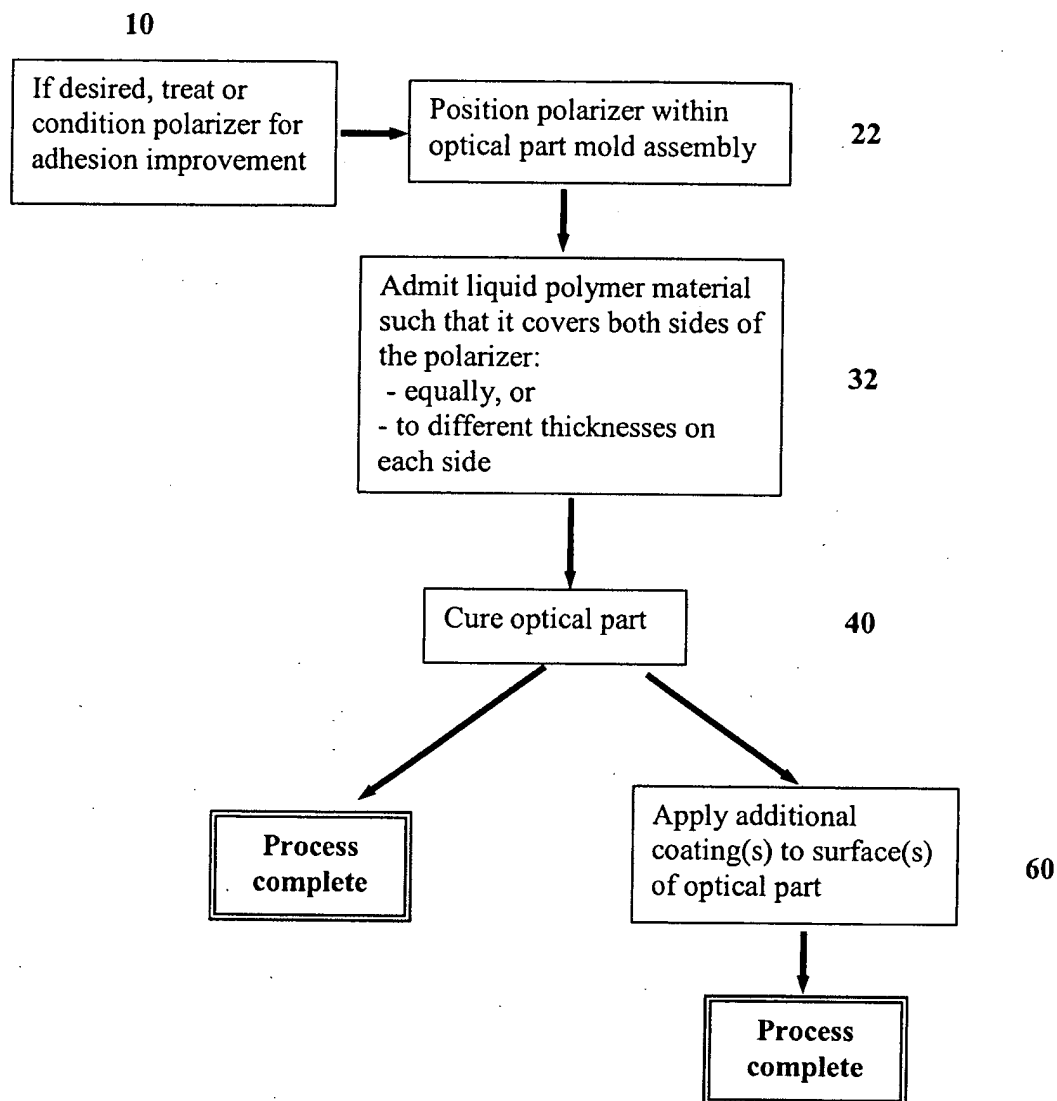 10
If desired, treat or
condition polarizer for
adhesion improvement
Position polarizer within
optical part mold assembly
22
Admit liquid polymer material
such that it covers both sides of
the polarizer:
- equally, or
- to different thicknesses on
each side
32
Cure optical part
40
Process
complete
Apply additional
coating(s) to surface(s)
of optical part
60
Process
complete